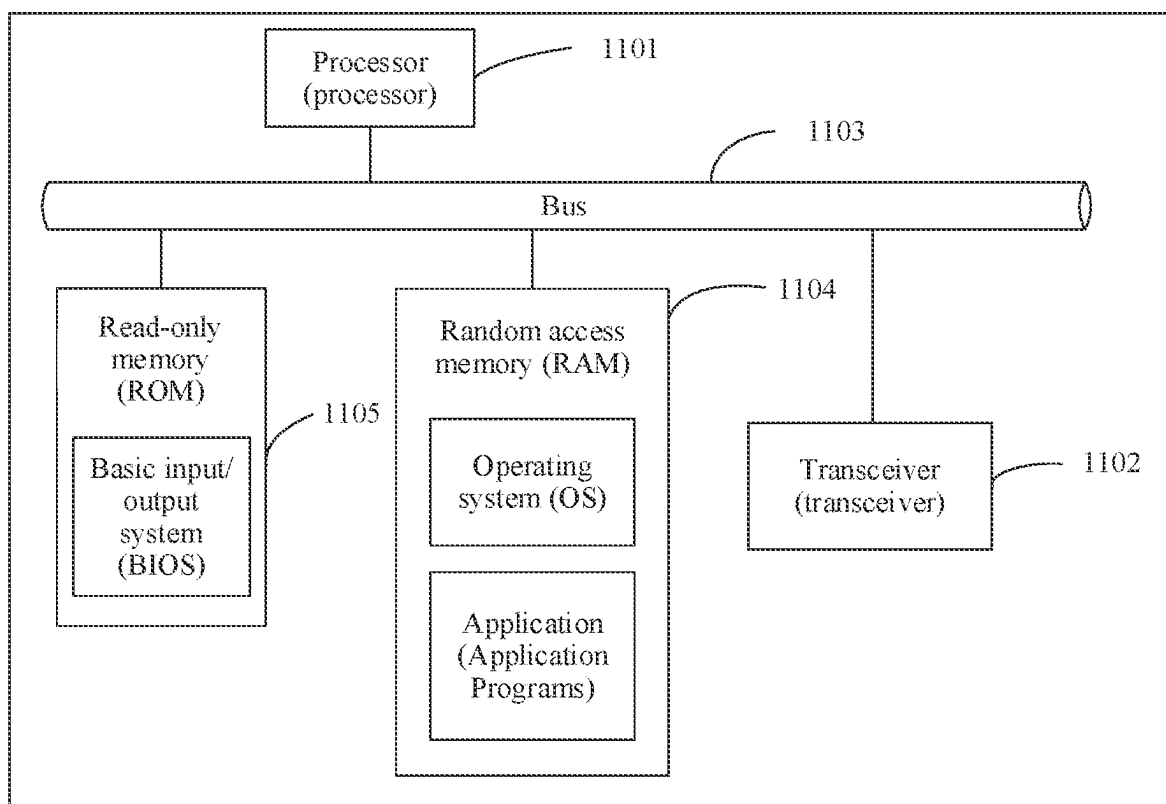 Processor
(processor)
1101
1103
Bus
Read-only
memory
(ROM)
1105
Basic input/
output
system
(BIOS)
Random access
memory (RAM)
1104
Operating
system (OS)
Application
(Application
Programs)
Transceiver
(transceiver)
1102